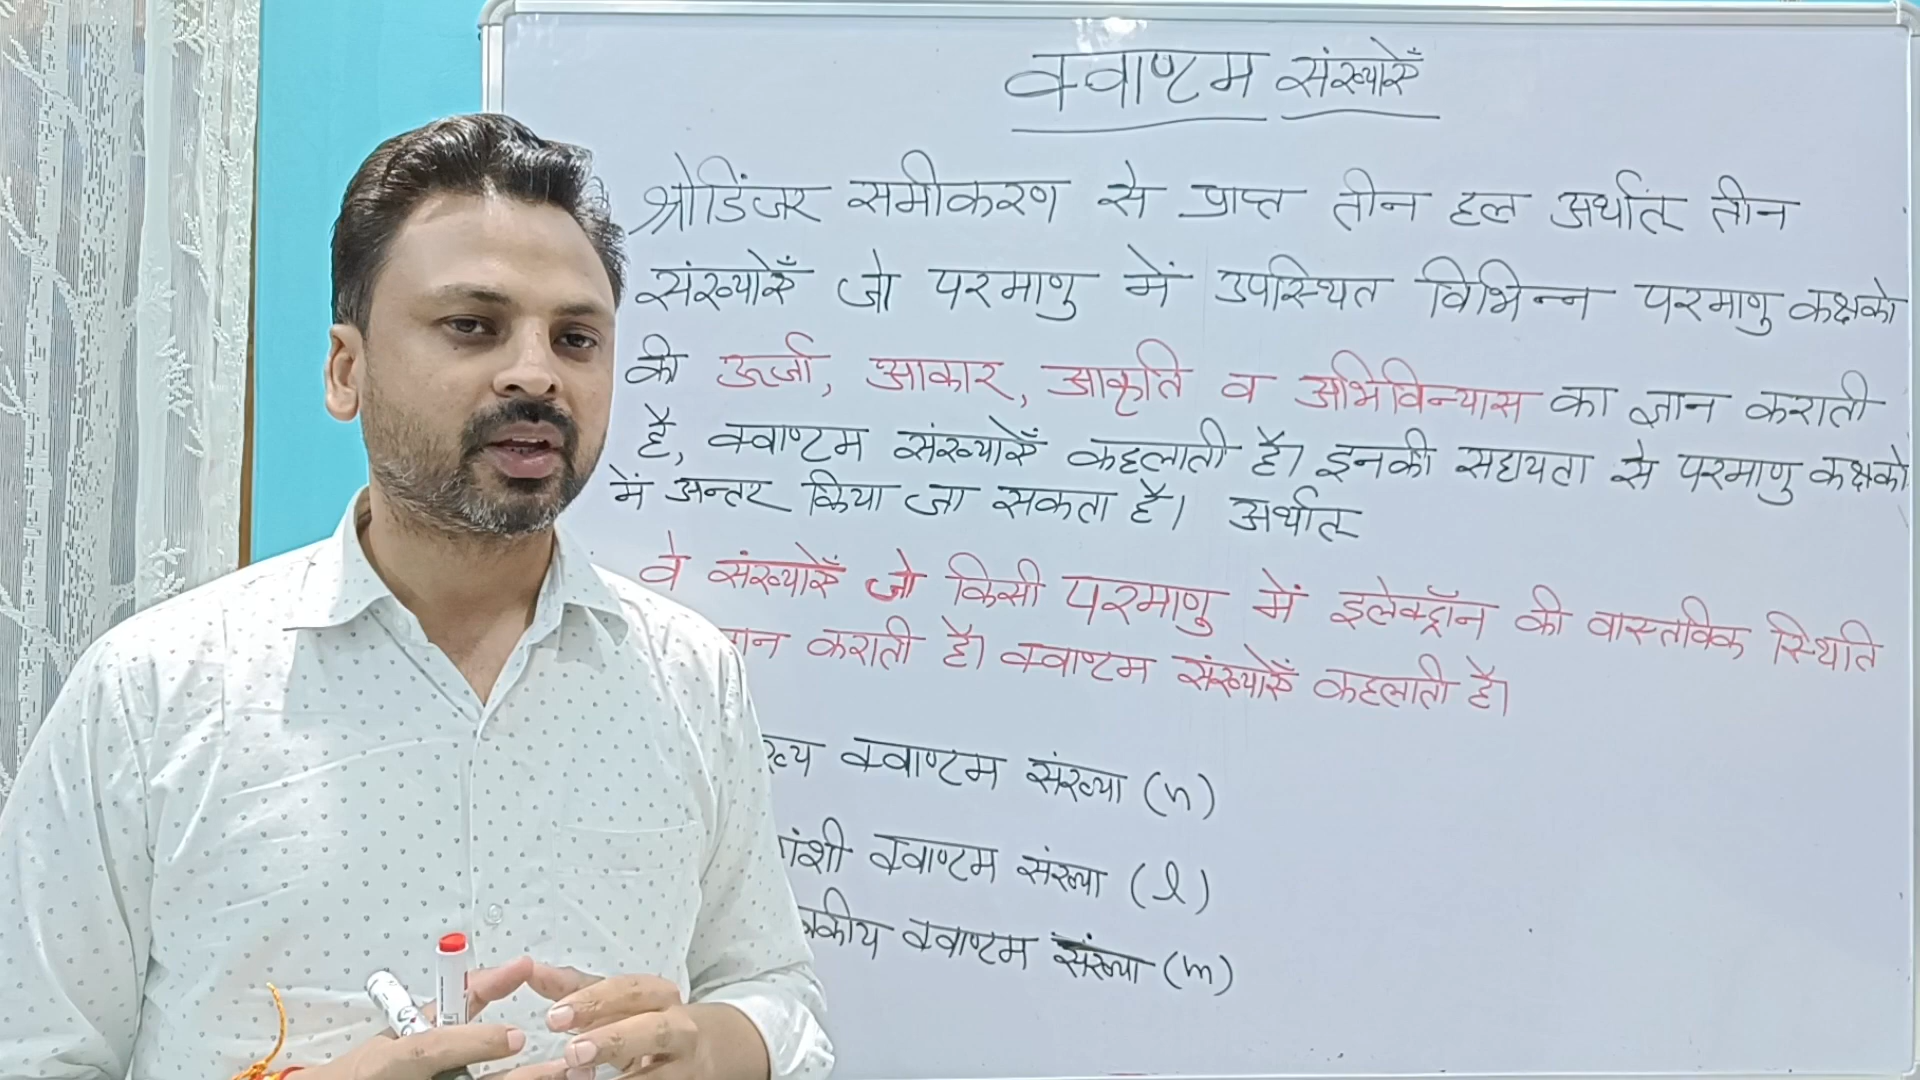 क्वाण्टम संख्याएँ
श्रोडिंजर समीकरण से प्राप्त तीन हल अर्थात तीन
संख्याएँ जो परमाणु में उपस्थित विभिन्न परमाणु कक्षको
की ऊर्जा, आकार, आकृति व अभिविन्यास का ज्ञान कराती
है, क्वाण्टम संख्याएँ कहलाती है। इनकी सहायता से परमाणु कक्षको
में अन्तर किया जा सकता है। अर्थात
वे संख्याएँ जो किसी परमाणु में इलेक्ट्रॉन की वास्तविक स्थिति
कराती है। क्वाण्टम संख्याएँ कहलाती है।
क्वाण्टम संख्या (n)
क्वाण्टम संख्या (l)
क्वाण्टम संख्या (m)